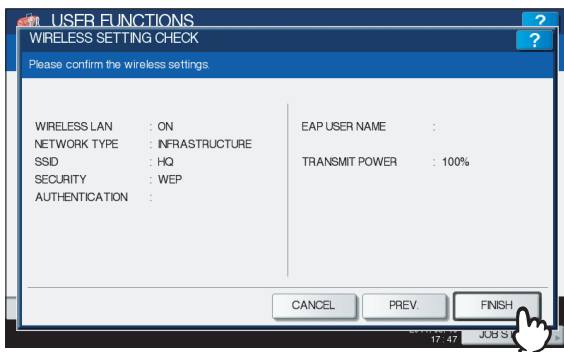 USER FUNCTIONS
?
WIRELESS SETTING CHECK
?
Please confirm the wireless settings.
WIRELESS LAN : ON
NETWORK TYPE : INFRASTRUCTURE
SSID : HQ
SECURITY : WEP
AUTHENTICATION :
EAP USER NAME :
TRANSMIT POWER : 100%
CANCEL
PREV.
FINISH
17:47
JOB S